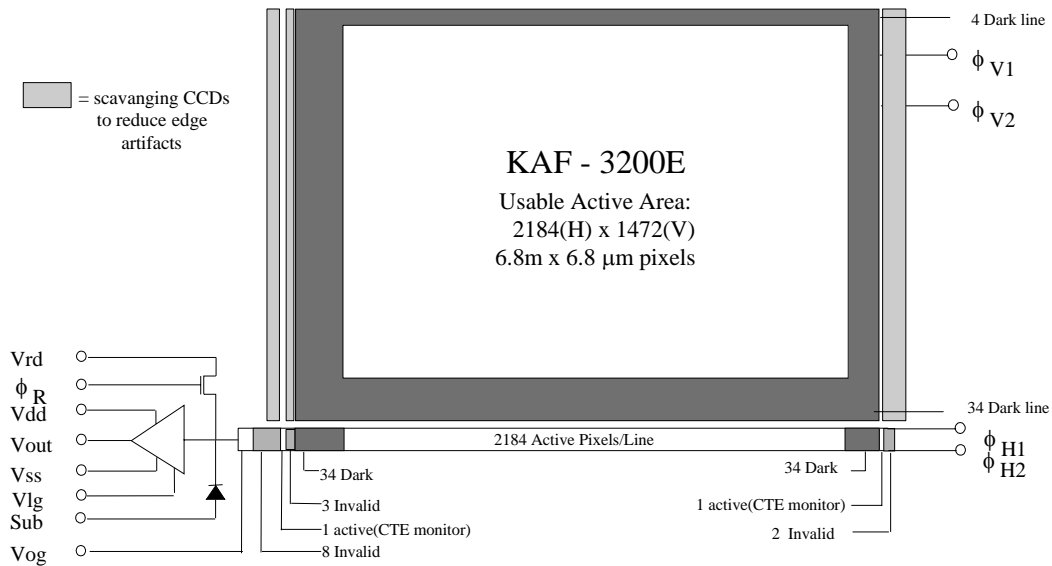 4 Dark line
ϕ V1
ϕ V2
= scavanging CCDs
to reduce edge
artifacts
KAF - 3200E
Usable Active Area:
2184(H) x 1472(V)
6.8m x 6.8 μm pixels
Vrd
ϕ R
Vdd
Vout
Vss
Vlg
Sub
Vog
34 Dark line
2184 Active Pixels/Line
ϕ H1
ϕ H2
34 Dark
34 Dark
3 Invalid
1 active(CTE monitor)
1 active(CTE monitor)
8 Invalid
2 Invalid